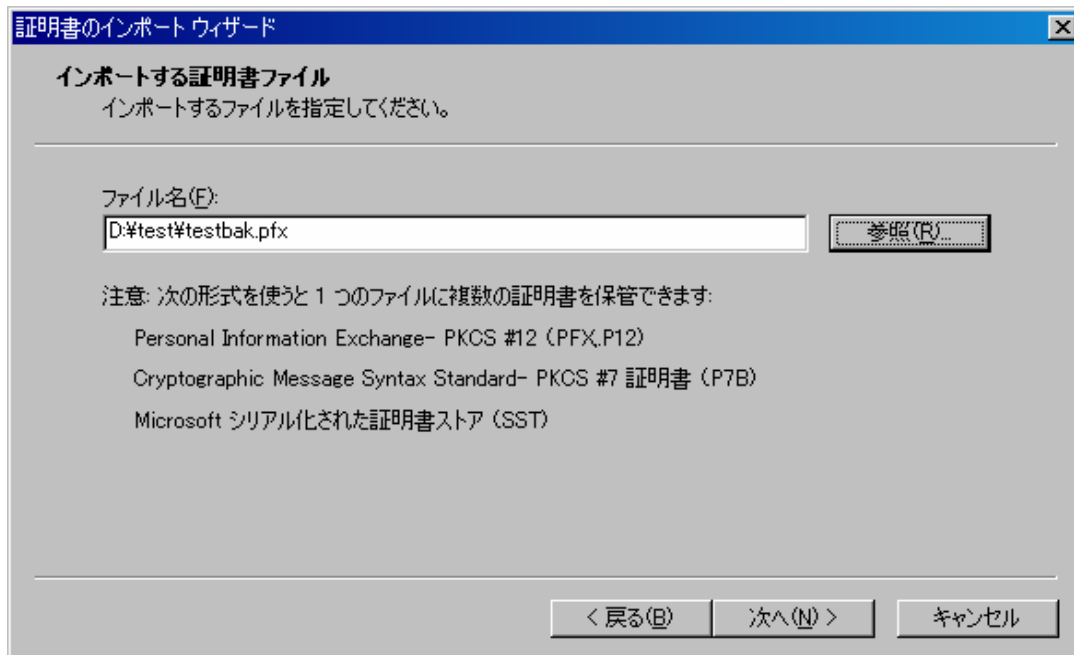 証明書のインポート ウィザード
インポートする証明書ファイル
インポートするファイルを指定してください。
ファイル名(F):
D:¥test¥testbak.pfx
参照(R)...
注意: 次の形式を使うと 1 つのファイルに複数の証明書を保管できます:
Personal Information Exchange- PKCS #12 (PFX,.P12)
Cryptographic Message Syntax Standard- PKCS #7 証明書 (P7B)
Microsoft シリアル化された証明書ストア (SST)
< 戻る(B)
次へ(N) >
キャンセル